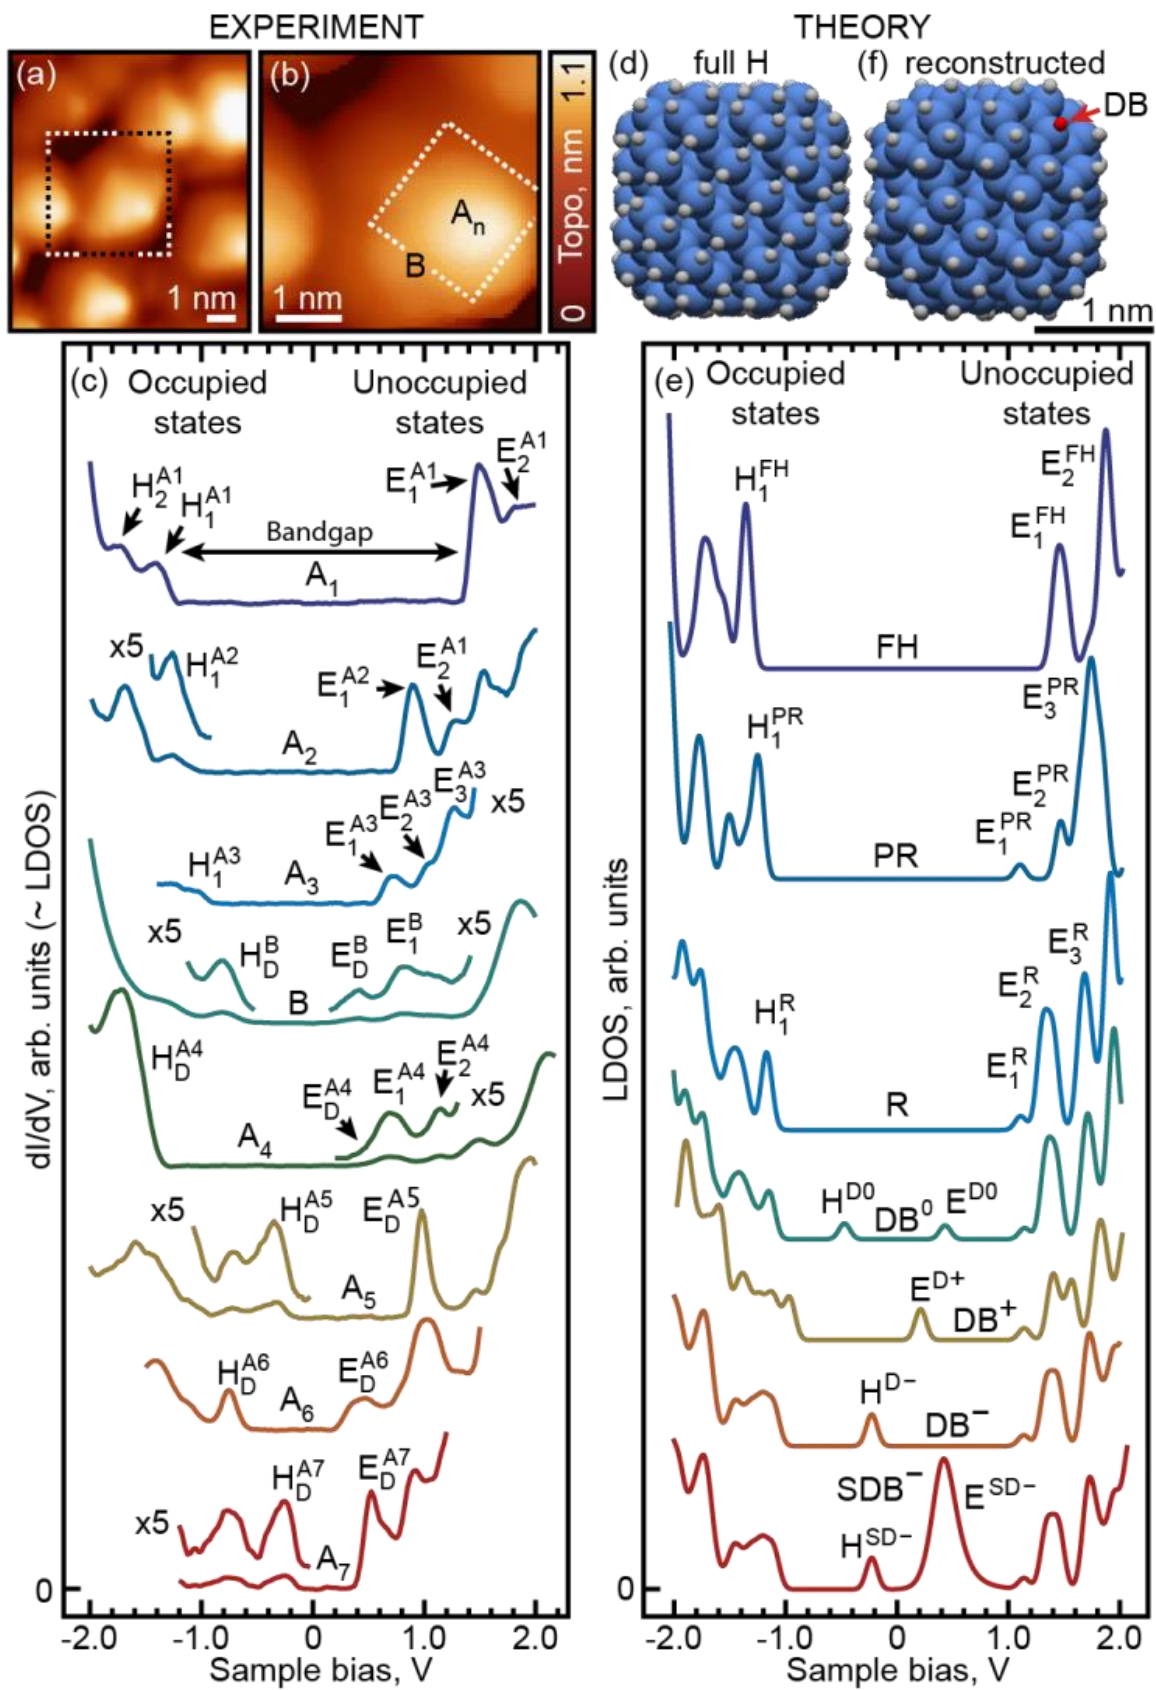 EXPERIMENT
THEORY
(a)
1 nm
(b)
A_n
B
1 nm
0 Topo, nm 1.1
(d) full H
(f) reconstructed
DB
1 nm
(c)
Occupied states
Unoccupied states
H_2^A1
H_1^A1
E_1^A1
E_2^A1
Bandgap
A_1
x5
H_1^A2
E_1^A2
E_2^A1
A_2
H_1^A3
A_3
E_1^A3
E_2^A3
E_3^A3
x5
x5
H_D^B
B
E_D^B
E_1^B
x5
H_D^A4
A_4
E_D^A4
E_1^A4
E_2^A4
x5
x5
H_D^A5
E_D^A5
A_5
H_D^A6
A_6
E_D^A6
x5
H_D^A7
A_7
E_D^A7
0
-2.0 -1.0 0 1.0 2.0
Sample bias, V
dI/dV, arb. units (~ LDOS)
(e)
Occupied states
Unoccupied states
H_1^FH
E_1^FH
E_2^FH
FH
H_1^PR
E_1^PR
E_2^PR
E_3^PR
PR
H_1^R
E_1^R
E_2^R
E_3^R
R
H^D0
DB^0
E^D0
E^D+
DB^+
H^D−
DB^−
SDB^−
H^SD−
E^SD−
0
-2.0 -1.0 0 1.0 2.0
Sample bias, V
LDOS, arb. units